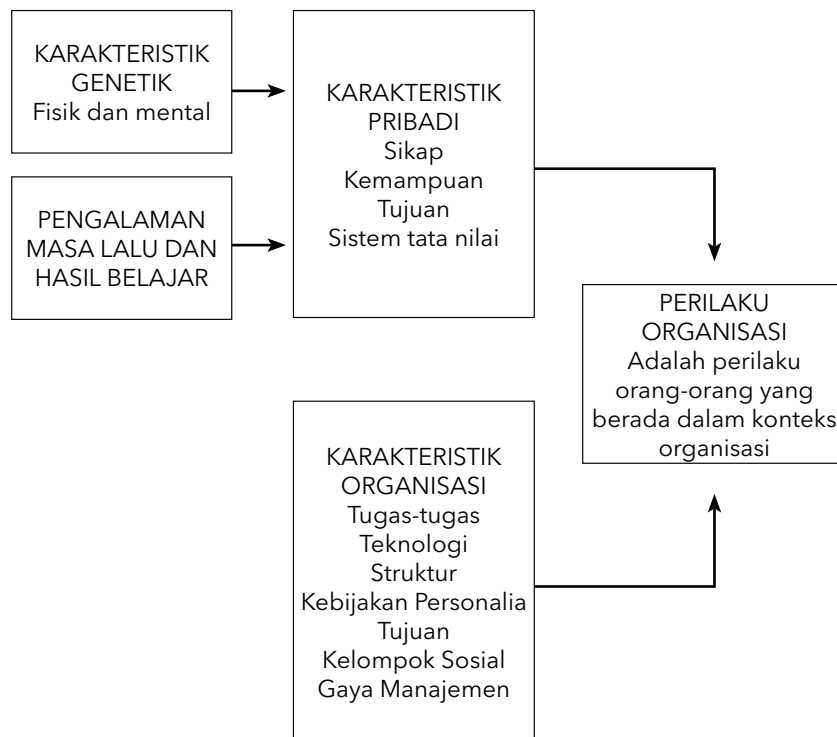 KARAKTERISTIK
GENETIK
Fisik dan mental
PENGALAMAN
MASA LALU DAN
HASIL BELAJAR
KARAKTERISTIK
PRIBADI
Sikap
Kemampuan
Tujuan
Sistem tata nilai
KARAKTERISTIK
ORGANISASI
Tugas-tugas
Teknologi
Struktur
Kebijakan Personalia
Tujuan
Kelompok Sosial
Gaya Manajemen
PERILAKU
ORGANISASI
Adalah perilaku
orang-orang yang
berada dalam konteks
organisasi